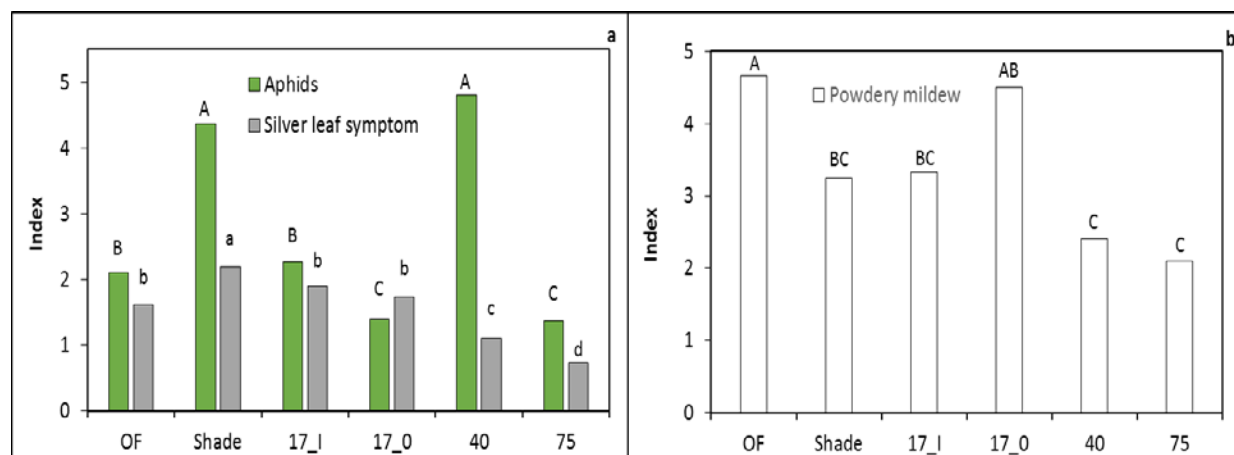 a
5
4
3
2
1
0
Index
Aphids
Silver leaf symptom
B b A a B b C b A c C d
OF Shade 17_I 17_0 40 75
b
5
4
3
2
1
0
Index
Powdery mildew
A BC BC AB C C
OF Shade 17_I 17_0 40 75